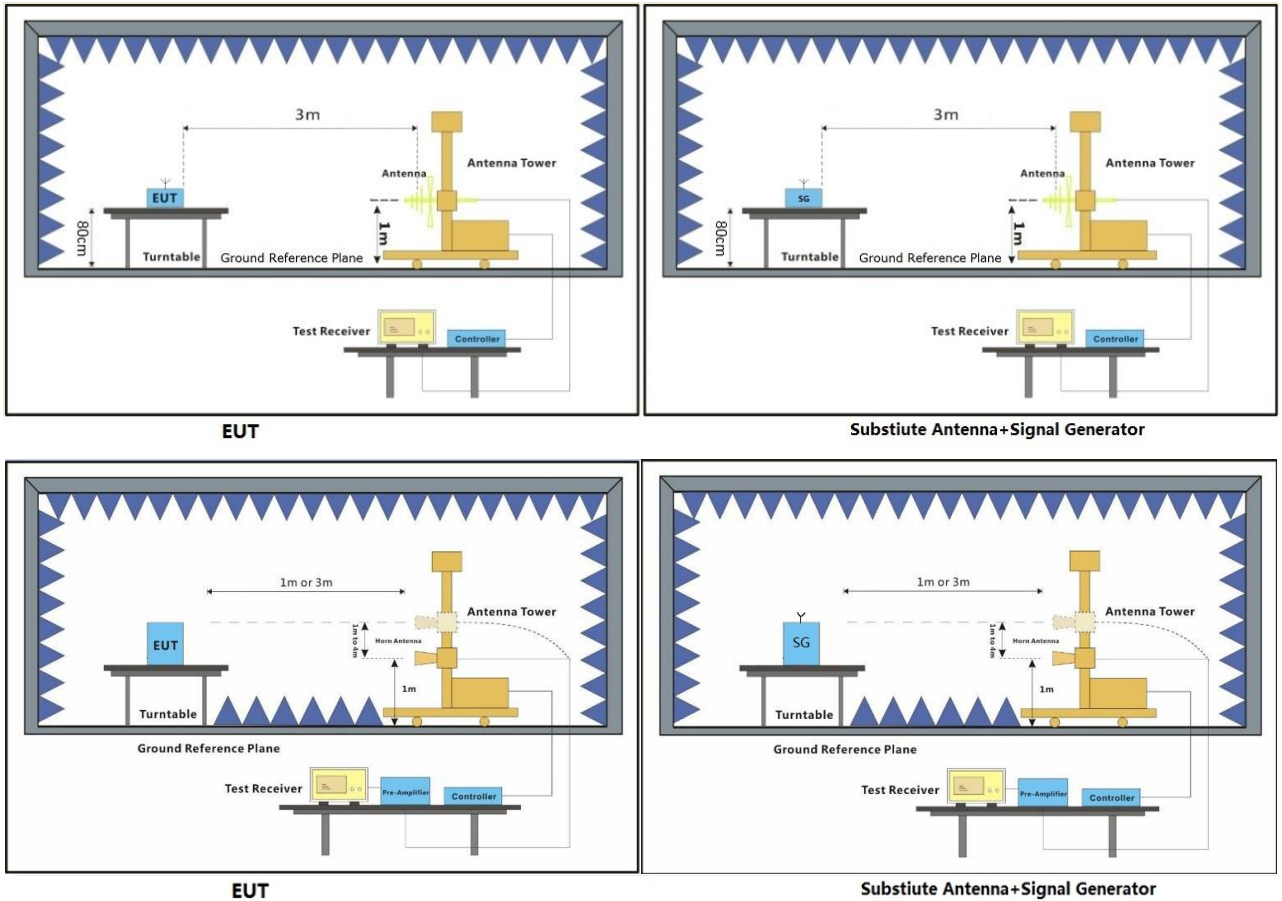 3m
Antenna Tower
Antenna
EUT
80cm
1m
Turntable
Ground Reference Plane
Test Receiver
Controller
EUT
3m
Antenna Tower
Antenna
SG
80cm
1m
Turntable
Ground Reference Plane
Test Receiver
Controller
Substiute Antenna+Signal Generator
1m or 3m
Antenna Tower
1m to 4m
Horn Antenna
EUT
1m
Turntable
Ground Reference Plane
Test Receiver
Pre-Amplifier
Controller
EUT
1m or 3m
Antenna Tower
1m to 4m
Horn Antenna
SG
1m
Turntable
Ground Reference Plane
Test Receiver
Pre-Amplifier
Controller
Substiute Antenna+Signal Generator